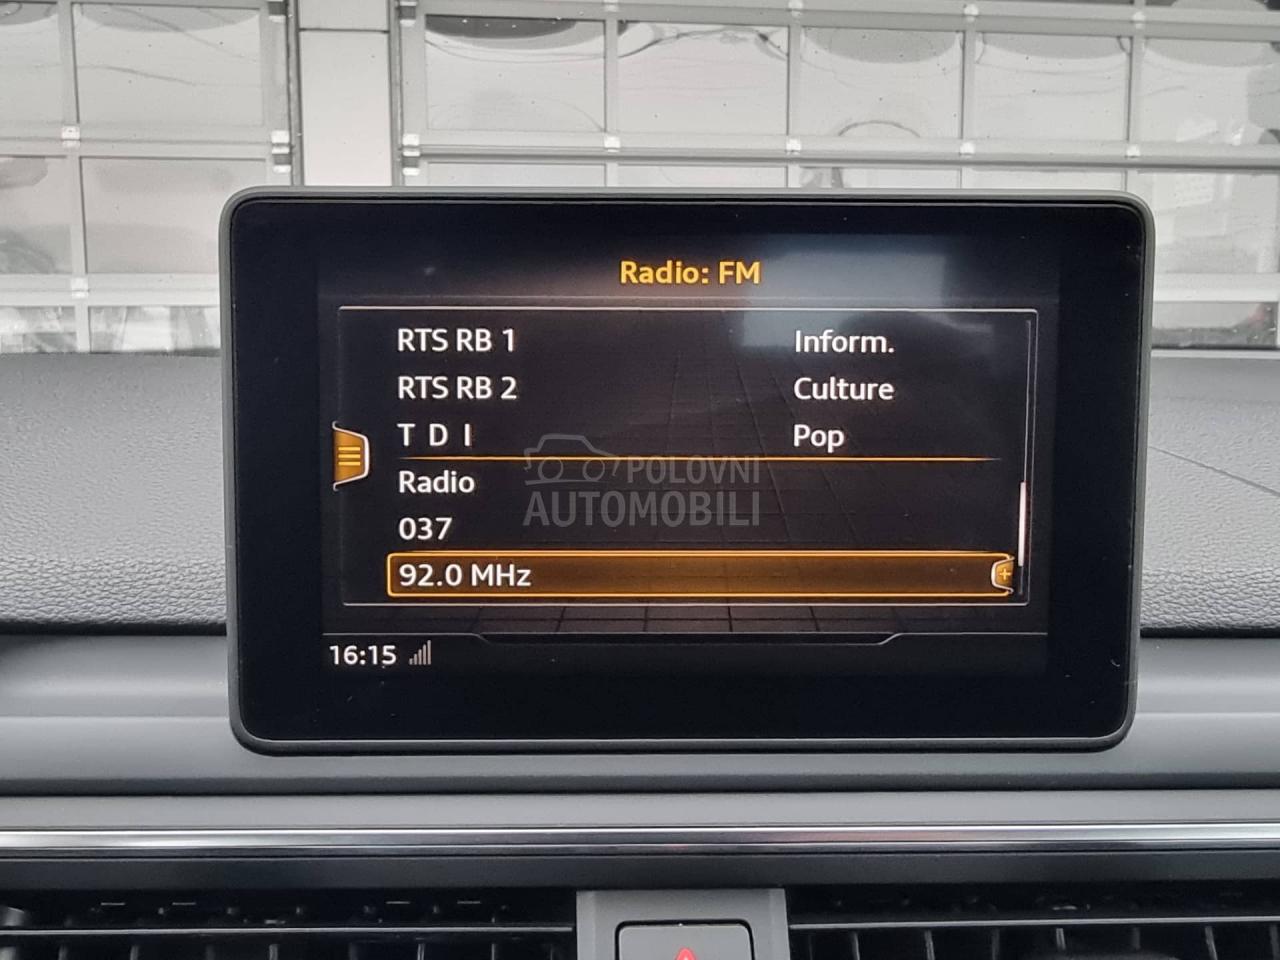 Radio: FM
RTS RB 1 Inform.
RTS RB 2 Culture
T D I Pop
Radio
037
92.0 MHz
16:15
POLOVNI
AUTOMOBILI